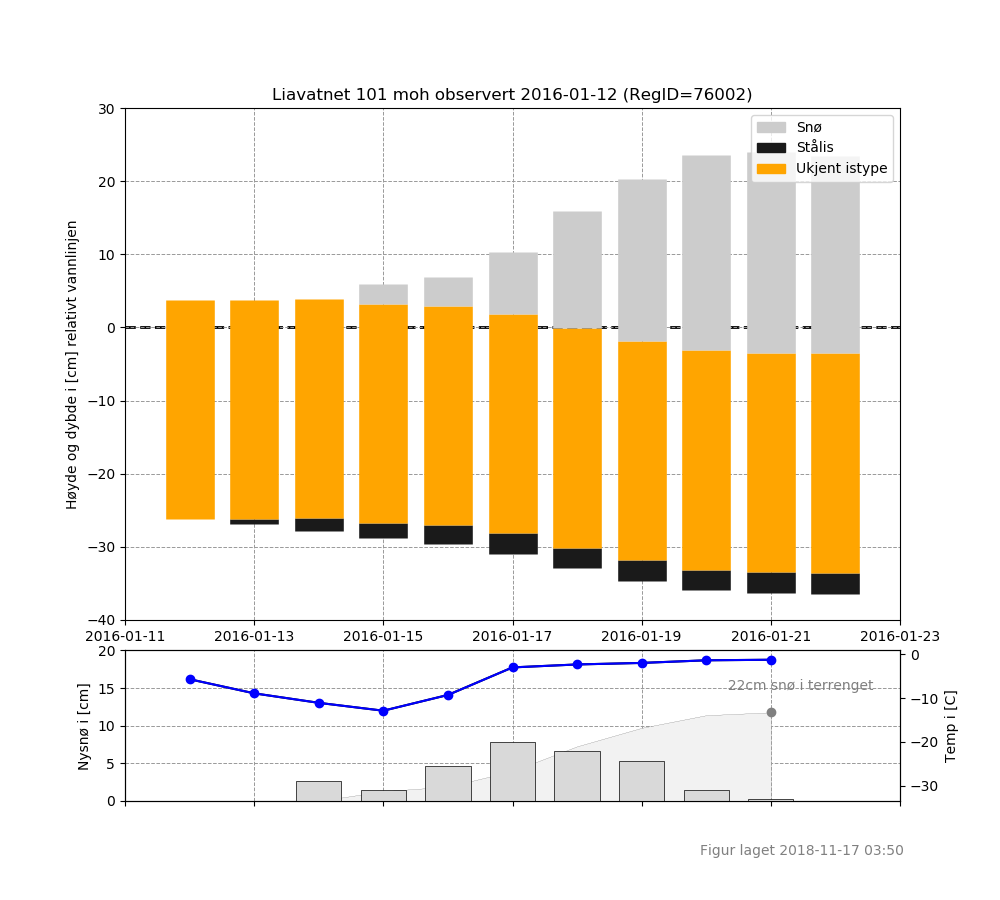 Liavatnet 101 moh observert 2016-01-12 (RegID=76002)
30
20
10
0
−10
−20
−30
−40
Høyde og dybde i [cm] relativt vannlinjen
Snø
Stålis
Ukjent istype
2016-01-11
2016-01-13
2016-01-15
2016-01-17
2016-01-19
2016-01-21
2016-01-23
20
15
10
5
0
Nysnø i [cm]
22cm snø i terrenget
0
−10
−20
−30
Temp i [C]
Figur laget 2018-11-17 03:50